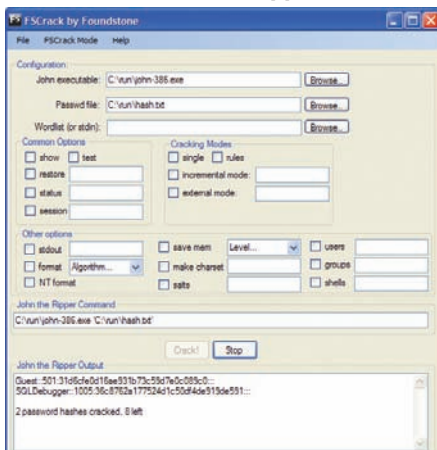 FSCrack by Foundstone
File FSCrack Mode Help
Configuration:
John executable: C:\run\john-386.exe Browse...
Passwd file: C:\run\hash.txt Browse...
Wordlist (or stdin): Browse...
Common Options
show test
restore
status
session
Cracking Modes
single rules
incremental mode:
external mode:
Other options
stdout save mem Level... users
format Algorithm... make charset groups
NT format salts shells
John the Ripper Command
C:\run\john-386.exe 'C:\run\hash.txt'
Crack! Stop
John the Ripper Output
2 password hashes cracked, 8 left